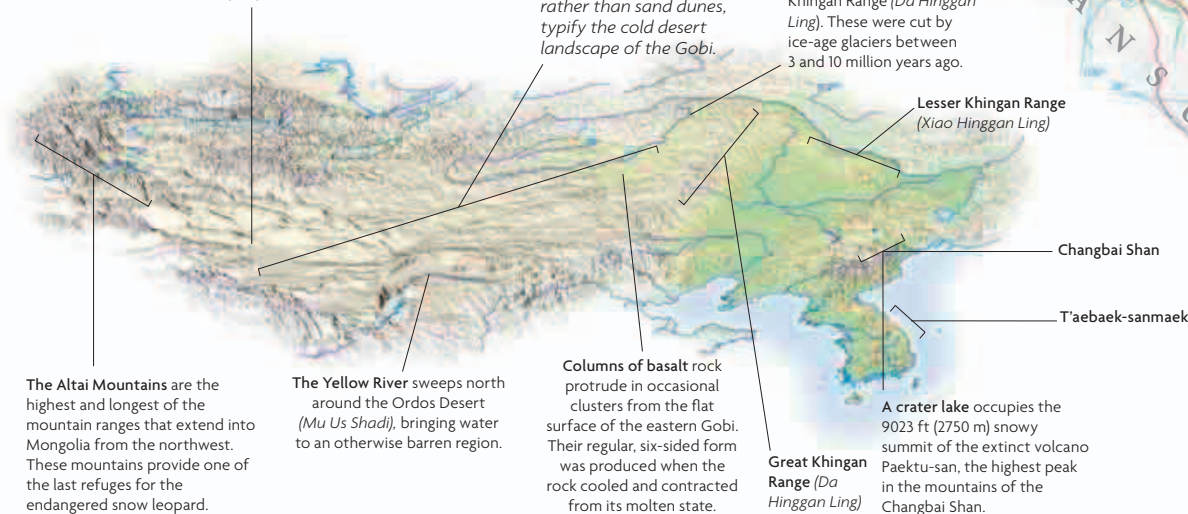 rather than sand dunes,
typify the cold desert
landscape of the Gobi.
Khingan Range (Da Hinggan
Ling). These were cut by
ice-age glaciers between
3 and 10 million years ago.
A
N
S
Lesser Khingan Range
(Xiao Hinggan Ling)
Changbai Shan
T'aebaek-sanmaek
The Altai Mountains are the
highest and longest of the
mountain ranges that extend into
Mongolia from the northwest.
These mountains provide one of
the last refuges for the
endangered snow leopard.
The Yellow River sweeps north
around the Ordos Desert
(Mu Us Shadi), bringing water
to an otherwise barren region.
Columns of basalt rock
protrude in occasional
clusters from the flat
surface of the eastern Gobi.
Their regular, six-sided form
was produced when the
rock cooled and contracted
from its molten state.
Great Khingan
Range (Da
Hinggan Ling)
A crater lake occupies the
9023 ft (2750 m) snowy
summit of the extinct volcano
Paektu-san, the highest peak
in the mountains of the
Changbai Shan.